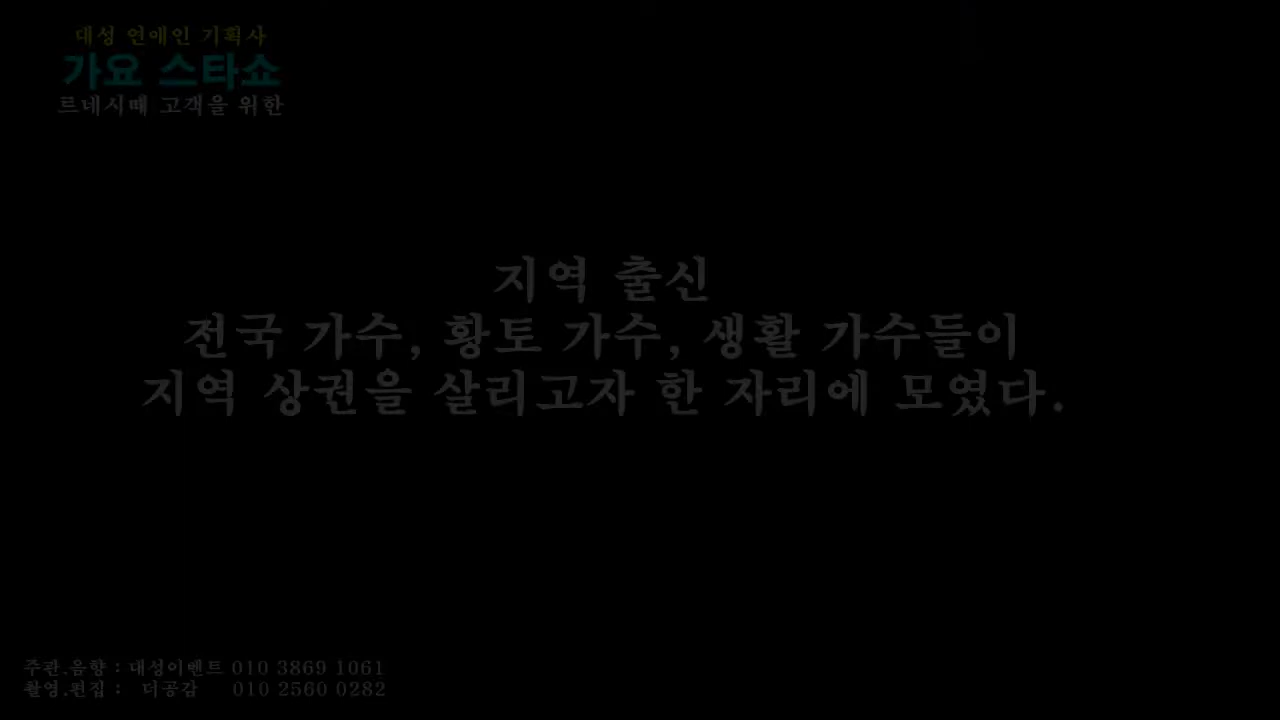 대성 연애인 기획사
가요 스타쇼
르네시떼 고객을 위한
지역 출신
전국 가수, 황토 가수, 생활 가수들이
지역 상권을 살리고자 한 자리에 모였다.
주관.음향 : 대성이벤트 010 3869 1061
촬영.편집 : 더공감 010 2560 0282